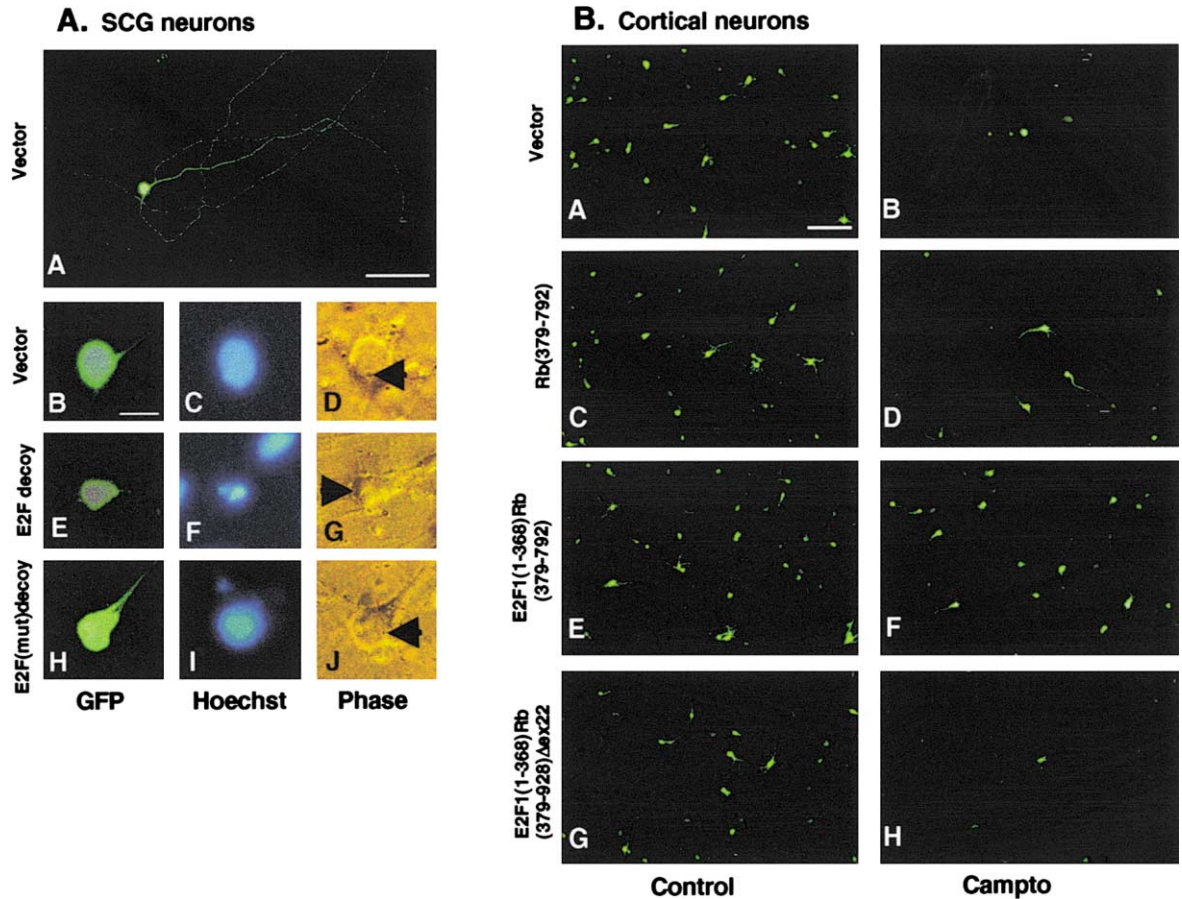 A. SCG neurons
Vector
A
Vector
B
C
D
E2F decoy
E
F
G
E2F(mut)decoy
H
I
J
GFP
Hoechst
Phase
B. Cortical neurons
Vector
A
B
Rb(379-792)
C
D
E2F1(1-368)Rb
(379-792)
E
F
E2F1(1-368)Rb
(379-928)Δex22
G
H
Control
Campto